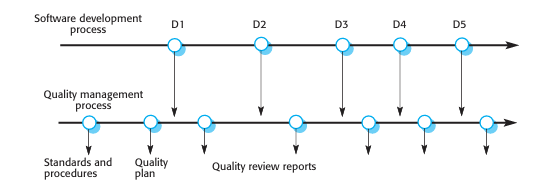 Software development
process
D1 D2 D3 D4 D5
Quality management
process
Standards and
procedures
Quality
plan
Quality review reports